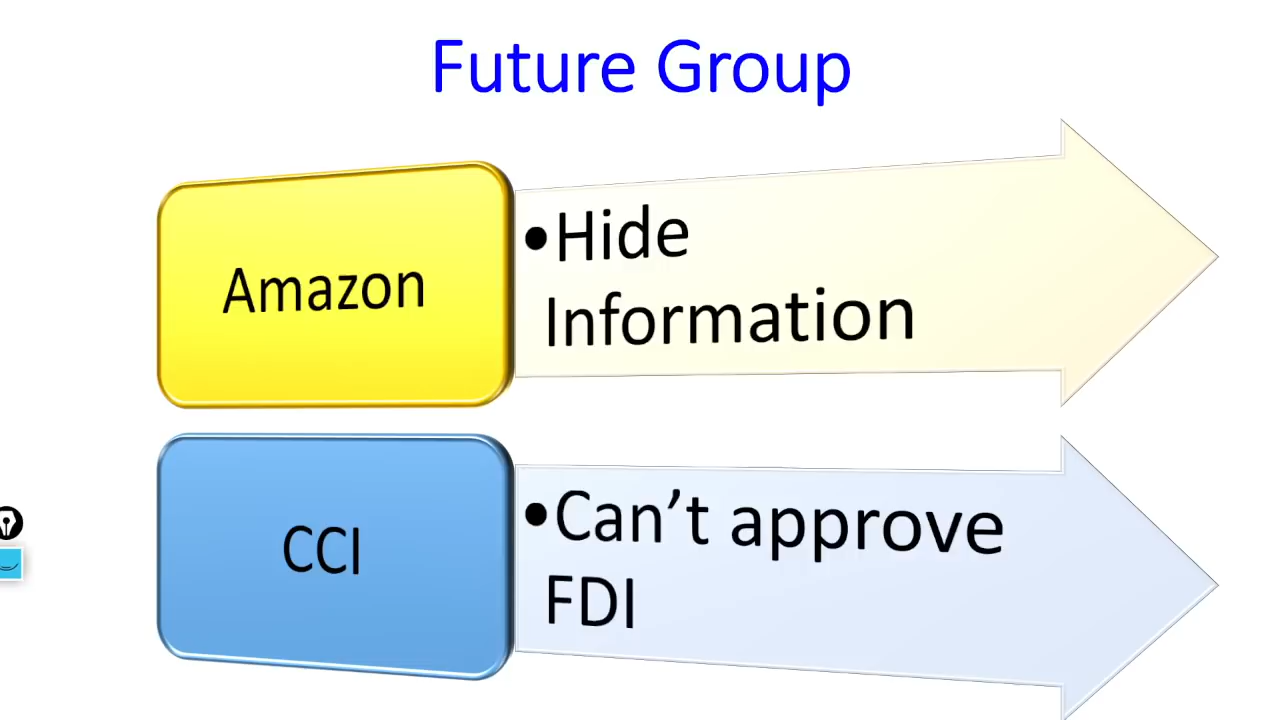 Future Group
Amazon
•Hide
Information
CCI
•Can’t approve
FDI